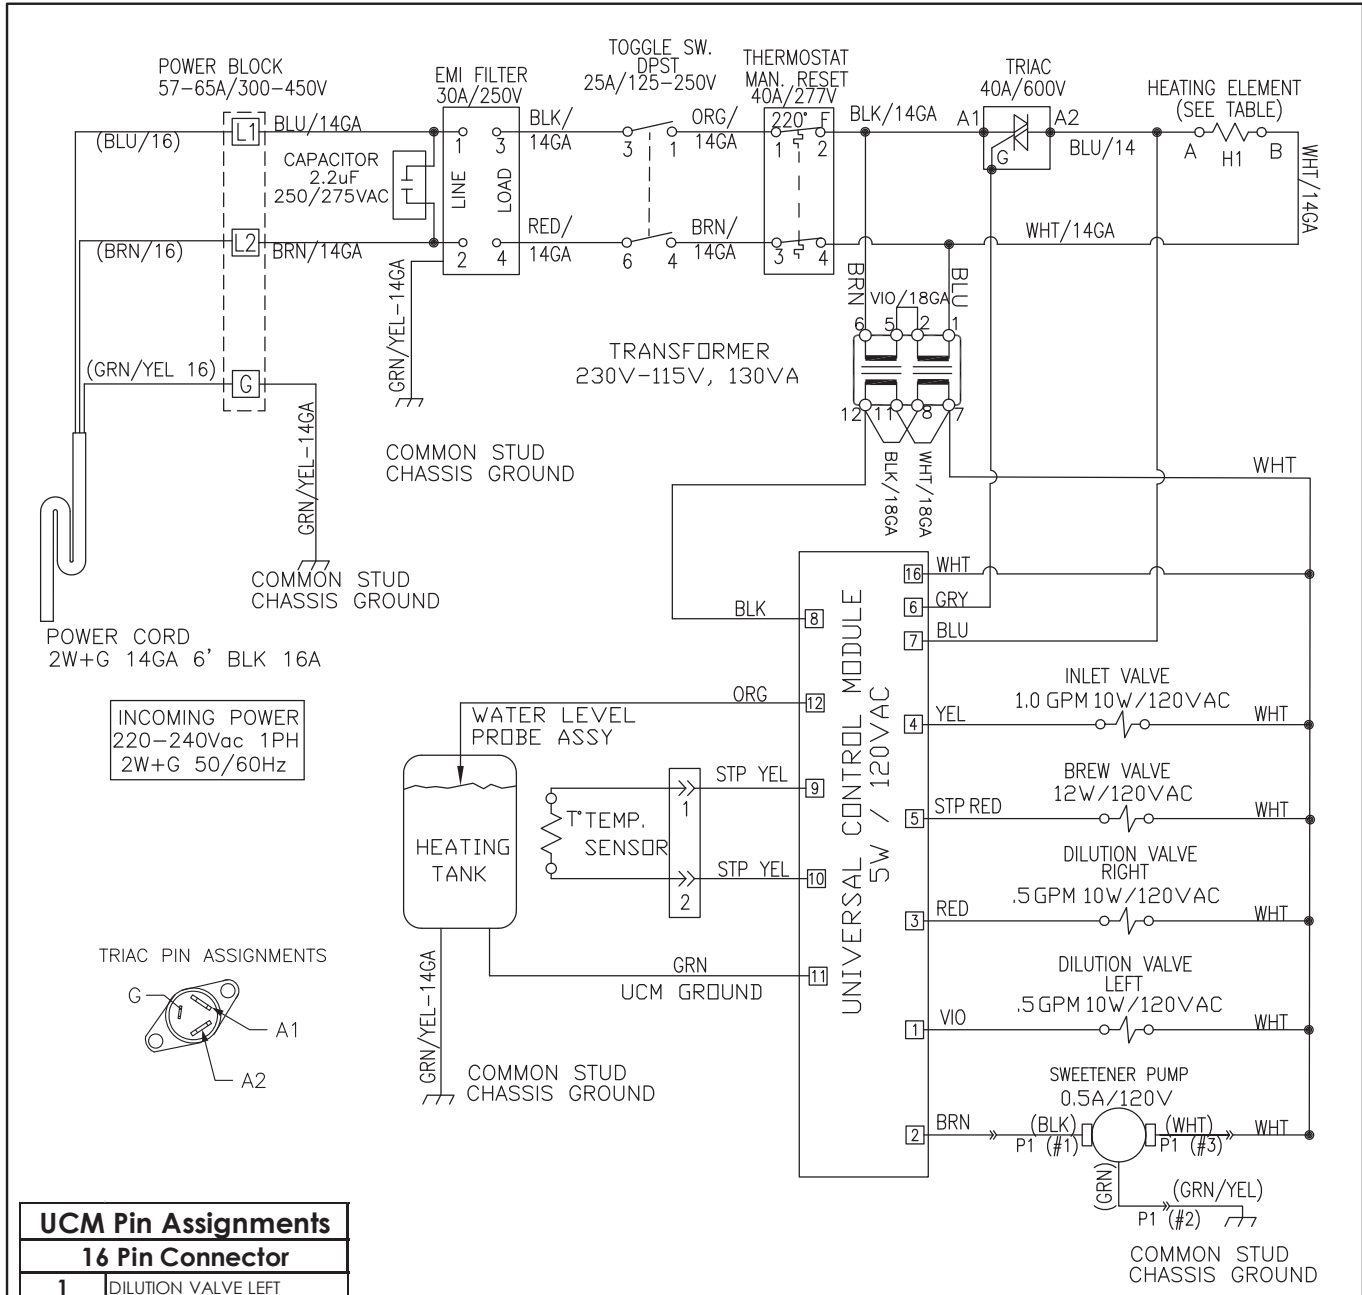 POWER BLOCK
57-65A/300-450V
EMI FILTER
30A/250V
TOGGLE SW.
DPST
25A/125-250V
THERMOSTAT
MAN. RESET
40A/277V
TRIAC
40A/600V
HEATING ELEMENT
(SEE TABLE)
(BLU/16)
L1
BLU/14GA
CAPACITOR
2.2uF
250/275VAC
1
3
LINE
LOAD
2
4
BLK/
14GA
3
1
ORG/
14GA
220° F
1
2
BLK/14GA
A1
A2
G
BLU/14
A
H1
B
WHT/14GA
(BRN/16)
L2
BRN/14GA
RED/
14GA
6
4
BRN/
14GA
3
4
WHT/14GA
(GRN/YEL 16)
G
GRN/YEL-14GA
COMMON STUD
CHASSIS GROUND
GRN/YEL-14GA
COMMON STUD
CHASSIS GROUND
BRN
VIO/18GA
BLU
6
5
2
1
TRANSFORMER
230V-115V, 130VA
12
11
8
7
BLK/18GA
WHT/18GA
WHT
POWER CORD
2W+G 14GA 6' BLK 16A
INCOMING POWER
220-240Vac 1PH
2W+G 50/60Hz
BLK
8
UNIVERSAL CONTROL MODULE
5W / 120VAC
16
WHT
6
GRY
7
BLU
ORG
12
WATER LEVEL
PROBE ASSY
HEATING
TANK
T° TEMP.
SENSOR
1
2
STP YEL
9
STP YEL
10
GRN
UCM GROUND
11
GRN/YEL-14GA
COMMON STUD
CHASSIS GROUND
INLET VALVE
1.0 GPM 10W/120VAC
4
YEL
WHT
BREW VALVE
12W/120VAC
5
STP RED
WHT
DILUTION VALVE
RIGHT
.5 GPM 10W/120VAC
3
RED
WHT
DILUTION VALVE
LEFT
.5 GPM 10W/120VAC
1
VIO
WHT
SWEETENER PUMP
0.5A/120V
2
BRN
(BLK)
P1 (#1)
(WHT)
P1 (#3)
WHT
(GRN)
(GRN/YEL)
P1 (#2)
COMMON STUD
CHASSIS GROUND
TRIAC PIN ASSIGNMENTS
G
A1
A2
UCM Pin Assignments
16 Pin Connector
1 DILUTION VALVE LEFT